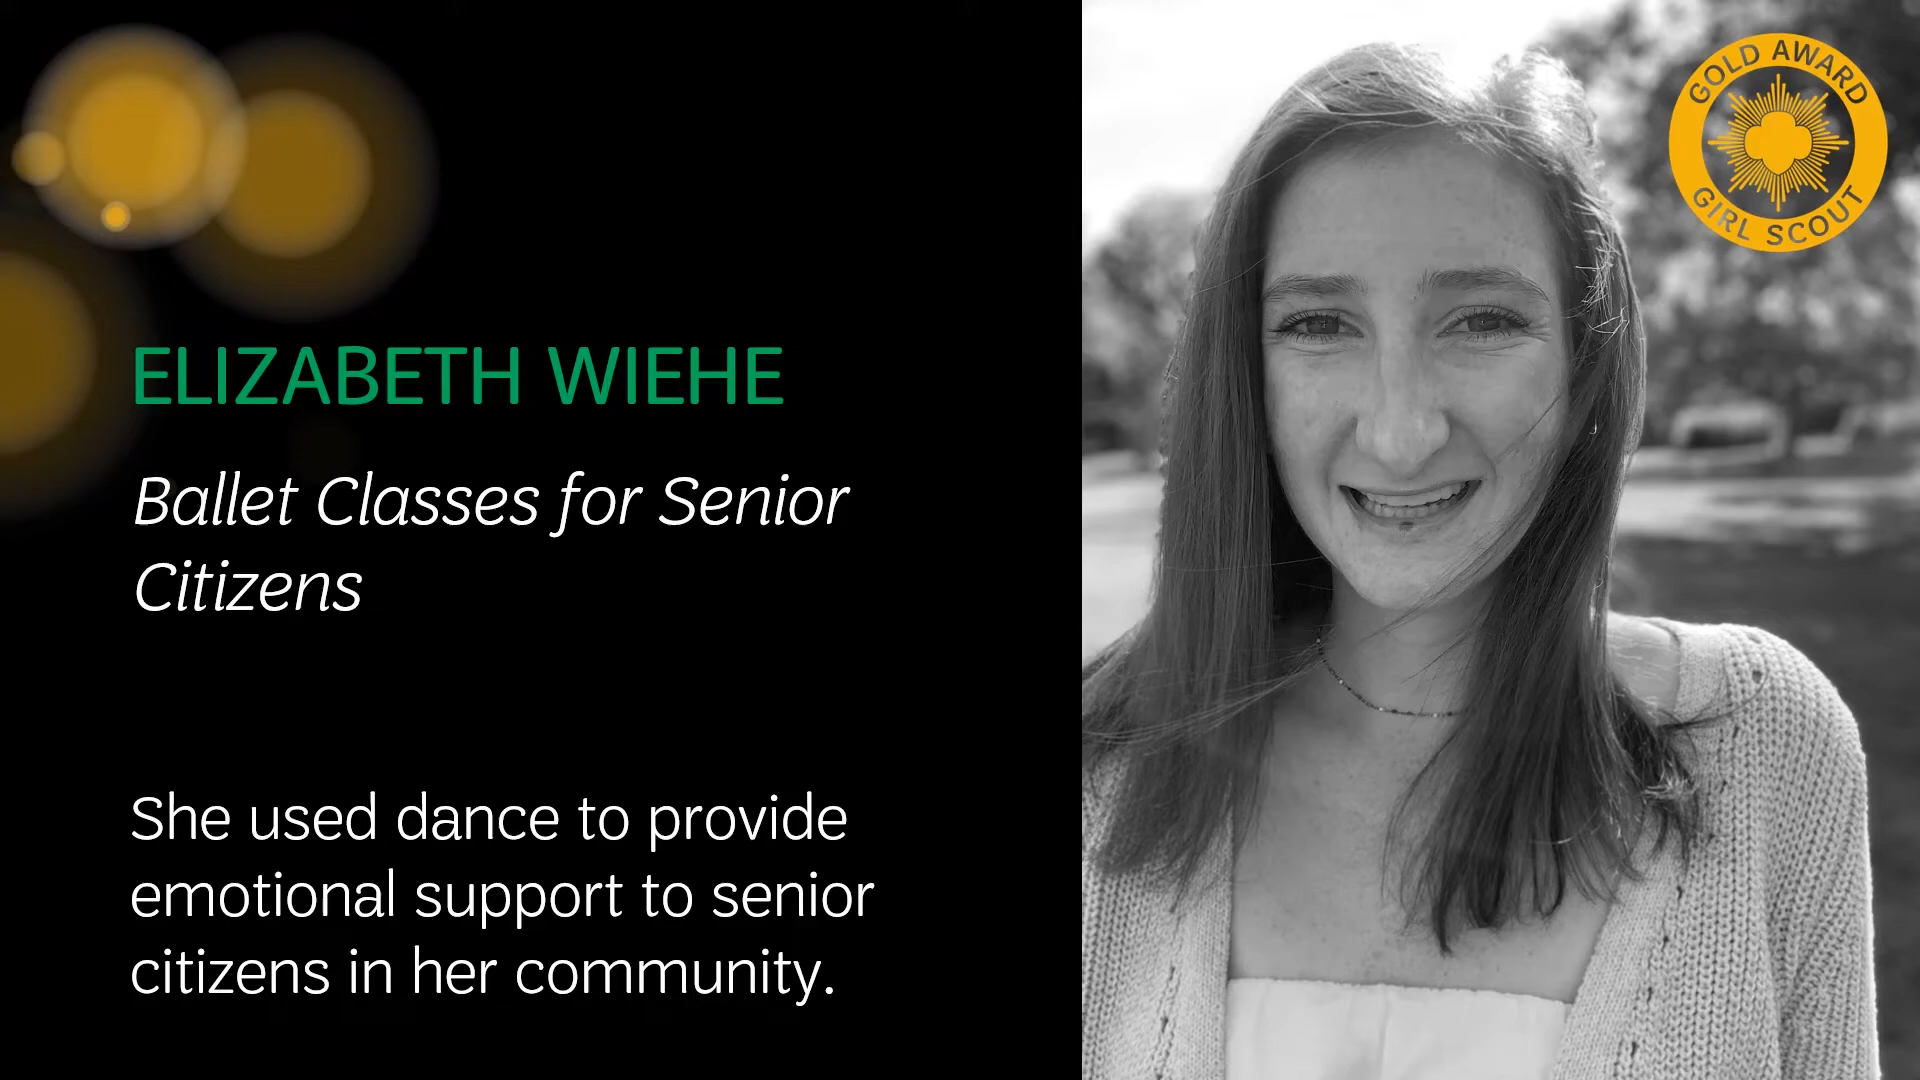 ELIZABETH WIEHE
Ballet Classes for Senior
Citizens
She used dance to provide
emotional support to senior
citizens in her community.
GOLD AWARD
GIRL SCOUT